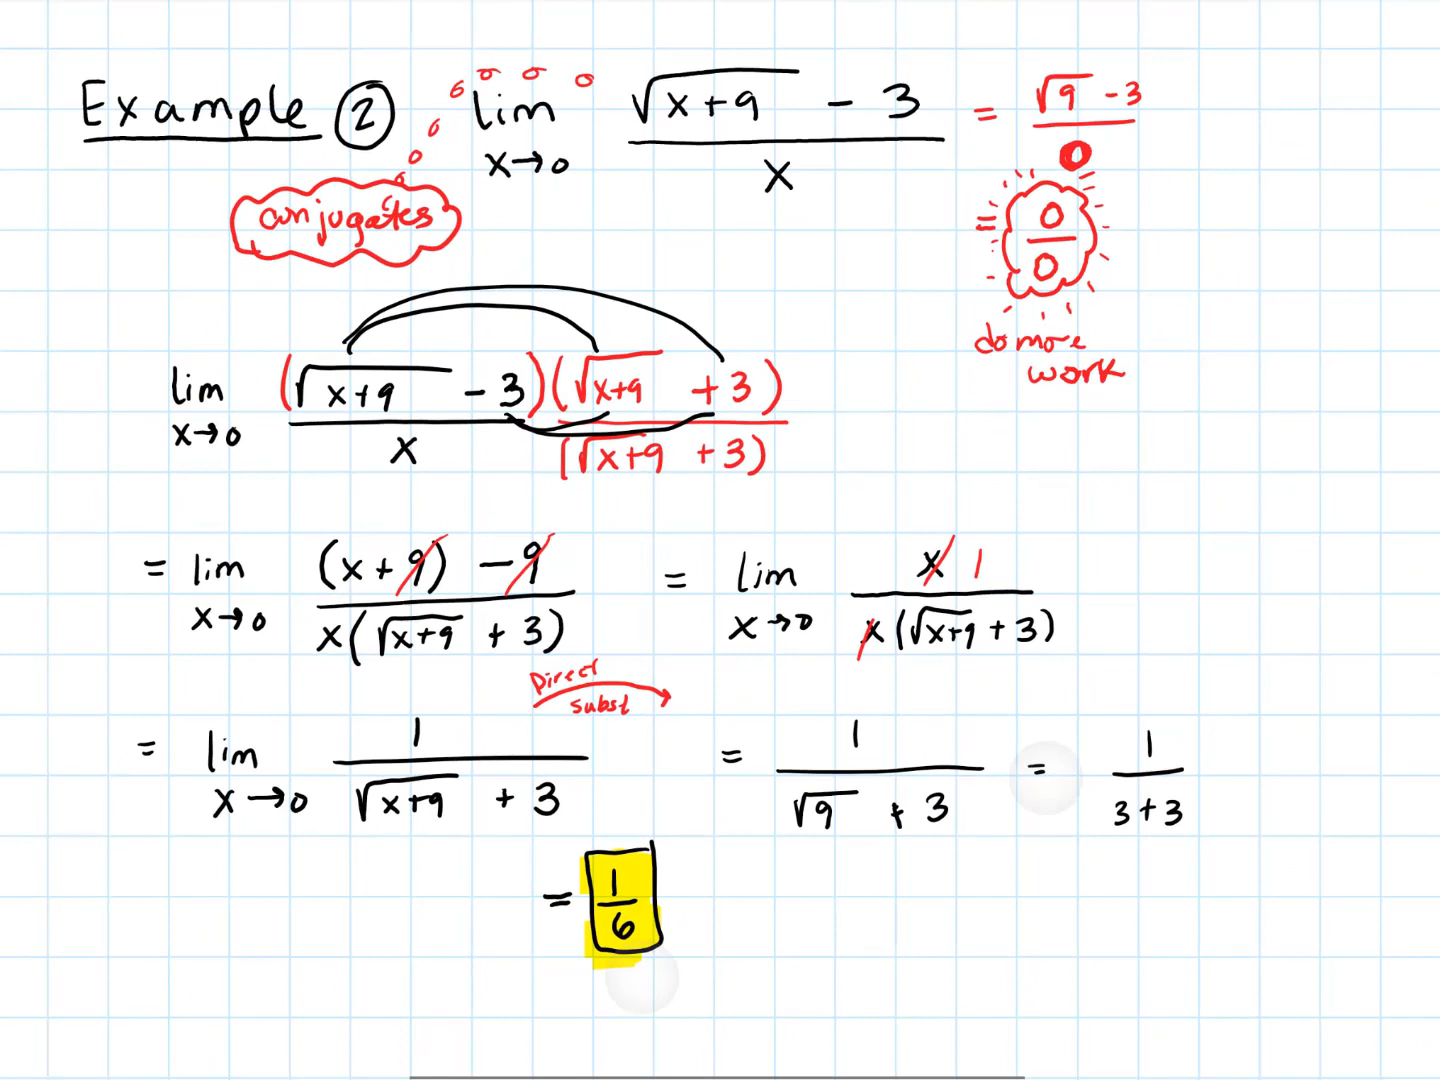 Example ② lim x→0 (√(x+9) - 3)/x = (√9 - 3)/0
conjugates
= 0/0
do more
work
lim x→0 (√(x+9) - 3)(√(x+9) + 3) / x (√(x+9) + 3)
= lim x→0 ((x+9) - 9)/(x(√(x+9) + 3)) = lim x→0 x 1/(x(√(x+9) + 3))
Direct
subst
= lim x→0 1/(√(x+9) + 3) = 1/(√9 + 3) = 1/(3+3)
= 1/6